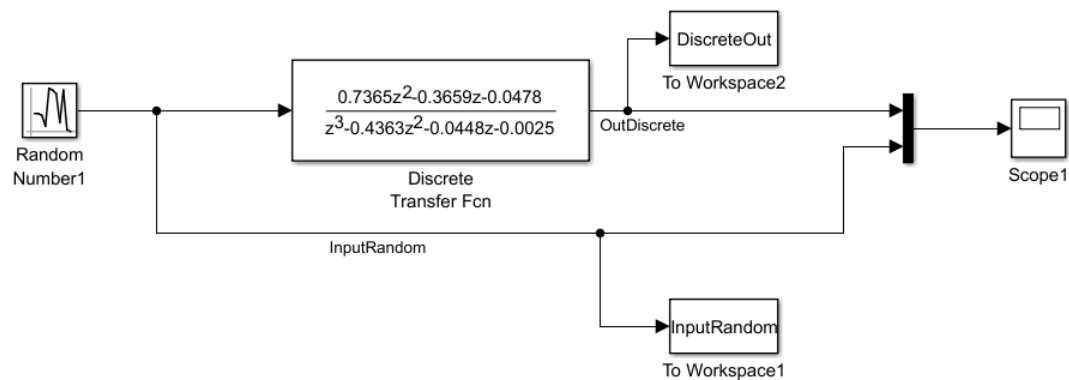 DiscreteOut
To Workspace2
0.7365z²-0.3659z-0.0478
z³-0.4363z²-0.0448z-0.0025
OutDiscrete
Random
Number1
Discrete
Transfer Fcn
Scope1
InputRandom
InputRandom
To Workspace1